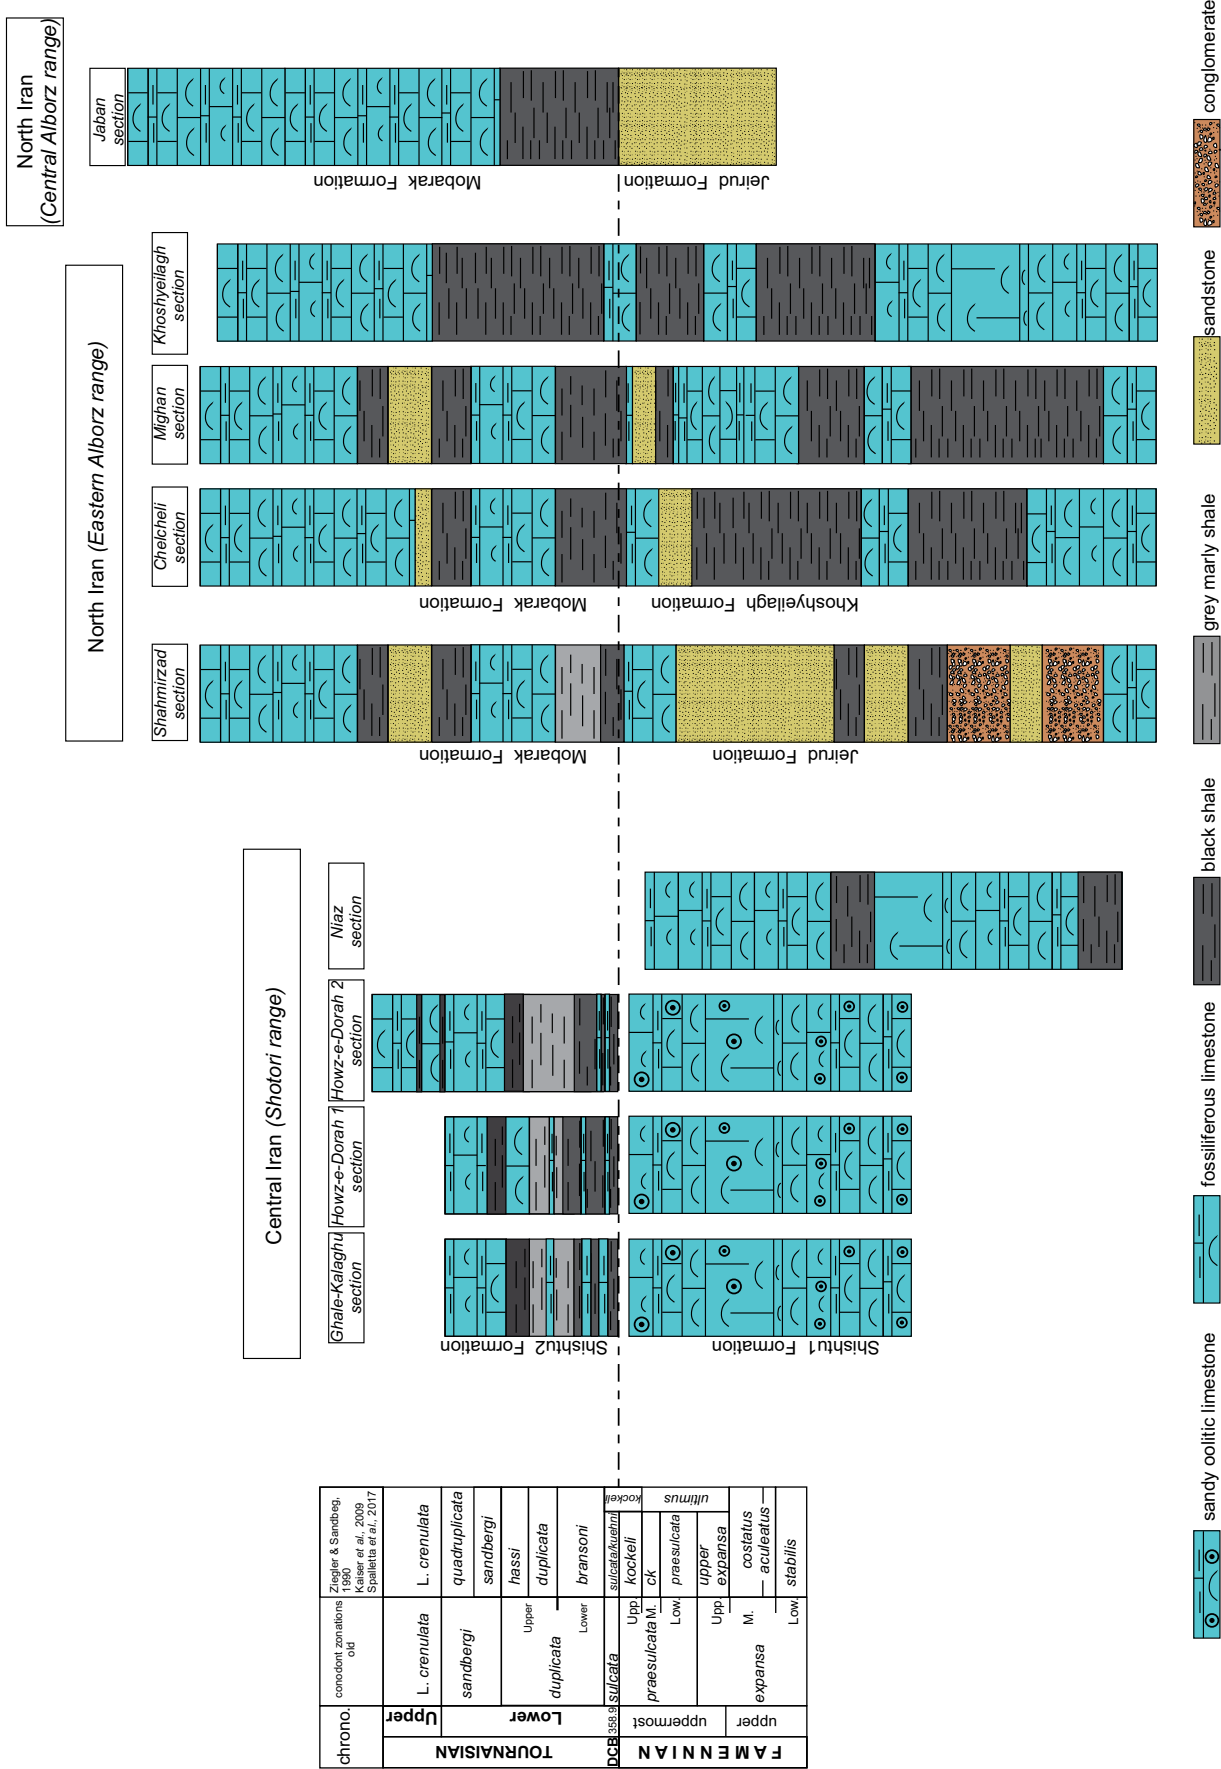 North Iran
(Central Alborz range)
Jaban
section
Mobarak Formation
Jeirud Formation
North Iran (Eastern Alborz range)
Khoshyeilagh
section
Mighan
section
Chelcheli
section
Mobarak Formation
Khoshyeilagh Formation
Shahmirzad
section
Mobarak Formation
Jeirud Formation
Central Iran (Shotori range)
Niaz
section
Howz-e-Dorah 2
section
Howz-e-Dorah 1
section
Ghale-Kalaghu
section
Shishtu2 Formation
Shishtu1 Formation
chrono.
conodont zonations
old
Ziegler & Sandbeg,
1990
Kaiser et al., 2009
Spalletta et al., 2017
TOURNAISIAN
Upper
Lower
L. crenulata
L. crenulata
sandbergi
quadruplicata
sandbergi
duplicata
Upper
Lower
hassi
duplicata
bransoni
DCB 358.9
sulcata
sulcata/kuehni
kockeli
FAMENNIAN
uppermost
upper
praesulcata
Upp.
M.
Low.
kockeli
ck
praesulcata
ultimus
expansa
Upp.
M.
Low.
upper
expansa
costatus
aculeatus
stabilis
sandy oolitic limestone
fossiliferous limestone
black shale
grey marly shale
sandstone
conglomerate